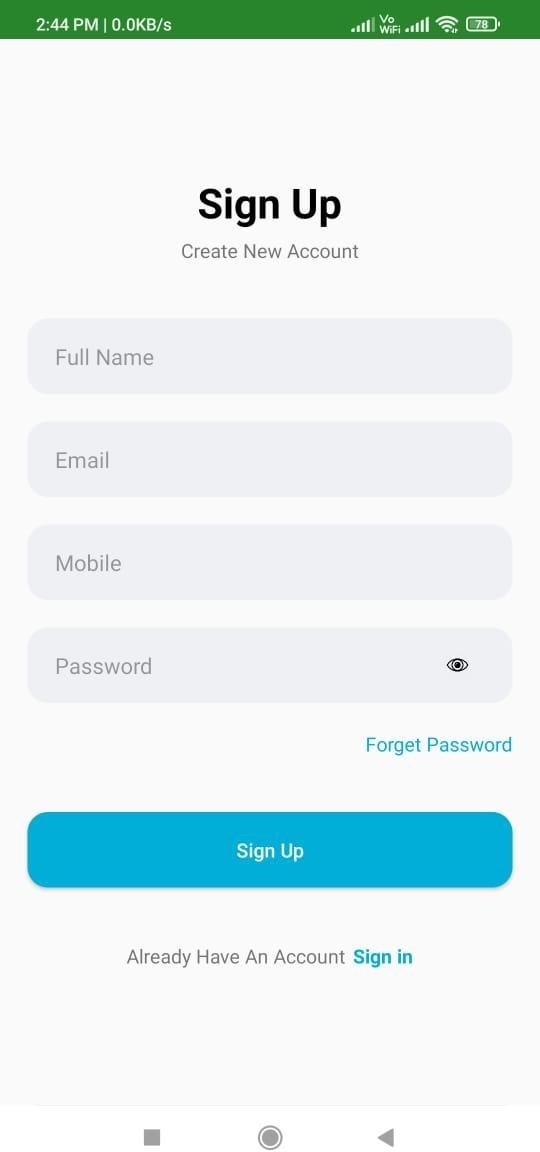 2:44 PM | 0.0KB/s Vo WiFi 78
Sign Up
Create New Account
Full Name
Email
Mobile
Password
Forget Password
Sign Up
Already Have An Account Sign in